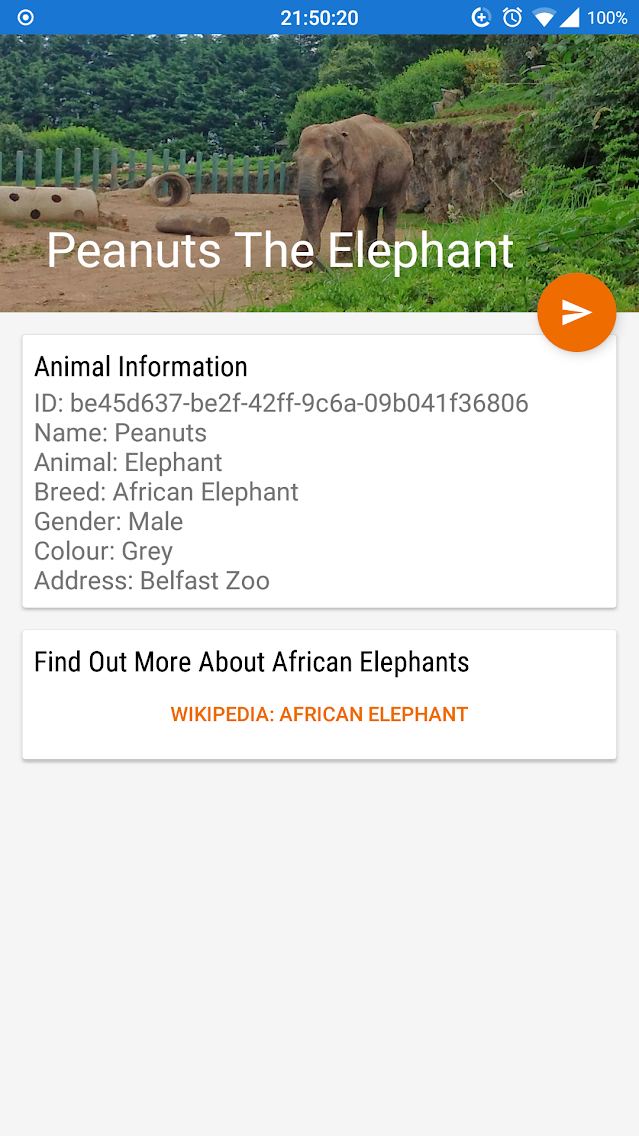 21:50:20
100%
Peanuts The Elephant
Animal Information
ID: be45d637-be2f-42ff-9c6a-09b041f36806
Name: Peanuts
Animal: Elephant
Breed: African Elephant
Gender: Male
Colour: Grey
Address: Belfast Zoo
Find Out More About African Elephants
WIKIPEDIA: AFRICAN ELEPHANT